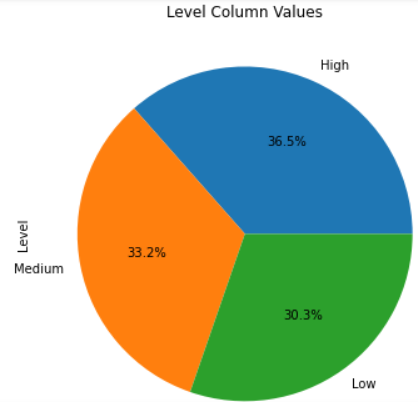 Level Column Values
High
36.5%
Level
33.2%
Medium
30.3%
Low